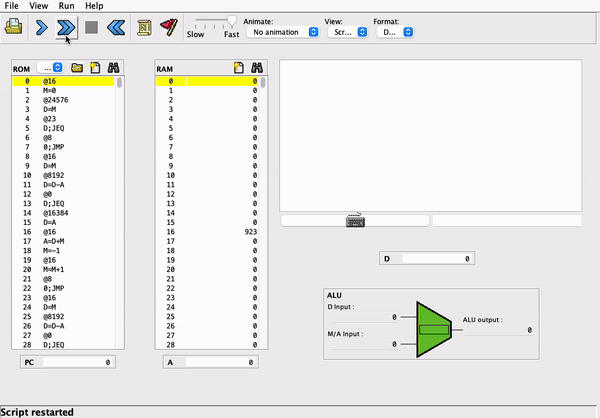 File View Run Help
Animate: View: Format:
Slow Fast No animation Scr... D...
ROM ...
0 @16
1 M=0
2 @24576
3 D=M
4 @23
5 D;JEQ
6 @8
7 0;JMP
8 @16
9 D=M
10 @8192
11 D=D-A
12 @0
13 D;JEQ
14 @16384
15 D=A
16 @16
17 A=D+M
18 M=-1
19 @16
20 M=M+1
21 @8
22 0;JMP
23 @16
24 D=M
25 @8192
26 D=D-A
27 @0
28 D;JEQ
PC 0
RAM
0 0
1 0
2 0
3 0
4 0
5 0
6 0
7 0
8 0
9 0
10 0
11 0
12 0
13 0
14 0
15 0
16 923
17 0
18 0
19 0
20 0
21 0
22 0
23 0
24 0
25 0
26 0
27 0
28 0
A 0
D 0
ALU
D Input :
0
M/A Input :
0
ALU output :
0
Script restarted